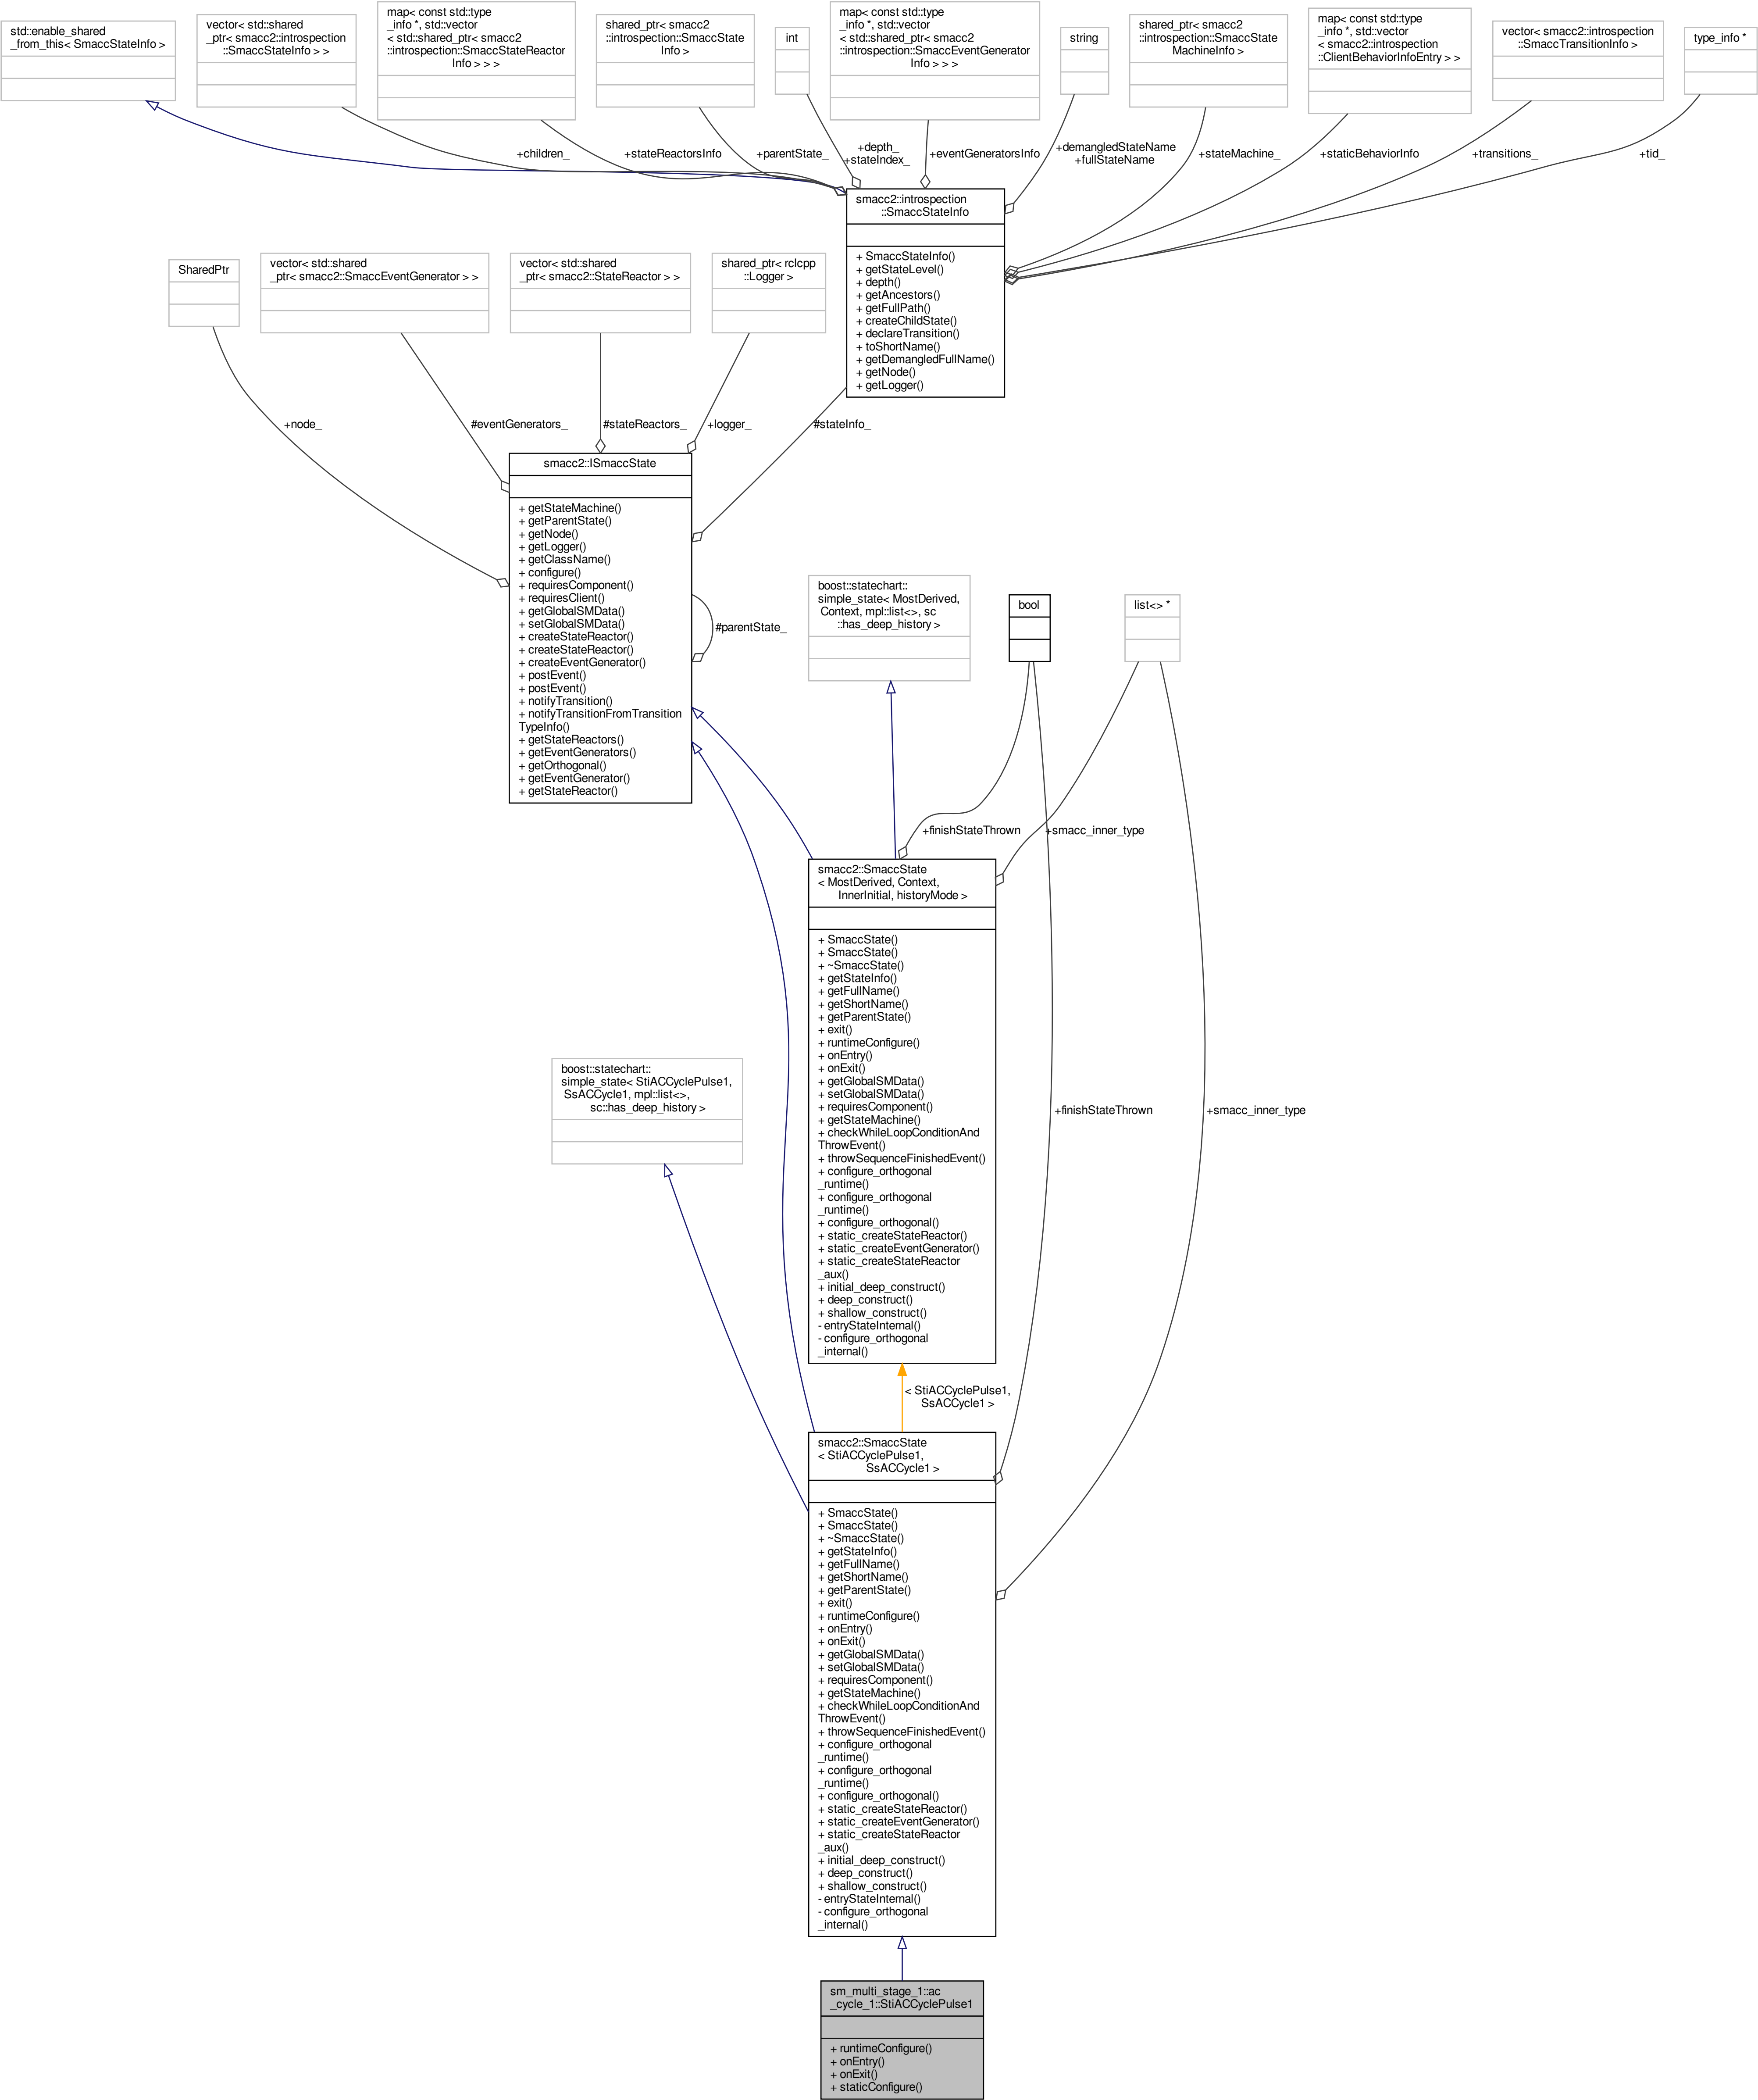 std::enable_shared
_from_this< SmaccStateInfo >
vector< std::shared
_ptr< smacc2::introspection
::SmaccStateInfo > >
map< const std::type
_info *, std::vector
< std::shared_ptr< smacc2
::introspection::SmaccStateReactor
Info > > >
shared_ptr< smacc2
::introspection::SmaccState
Info >
int
map< const std::type
_info *, std::vector
< std::shared_ptr< smacc2
::introspection::SmaccEventGenerator
Info > > >
string
shared_ptr< smacc2
::introspection::SmaccState
MachineInfo >
map< const std::type
_info *, std::vector
< smacc2::introspection
::ClientBehaviorInfoEntry > >
vector< smacc2::introspection
::SmaccTransitionInfo >
type_info *
+children_
+stateReactorsInfo
+parentState_
+depth_
+stateIndex_
+eventGeneratorsInfo
+demangledStateName
+fullStateName
+stateMachine_
+staticBehaviorInfo
+transitions_
+tid_
smacc2::introspection
::SmaccStateInfo
+ SmaccStateInfo()
+ getStateLevel()
+ depth()
+ getAncestors()
+ getFullPath()
+ createChildState()
+ declareTransition()
+ toShortName()
+ getDemangledFullName()
+ getNode()
+ getLogger()
SharedPtr
vector< std::shared
_ptr< smacc2::SmaccEventGenerator > >
vector< std::shared
_ptr< smacc2::StateReactor > >
shared_ptr< rclcpp
::Logger >
+node_
#eventGenerators_
#stateReactors_
+logger_
#stateInfo_
smacc2::ISmaccState
+ getStateMachine()
+ getParentState()
+ getNode()
+ getLogger()
+ getClassName()
+ configure()
+ requiresComponent()
+ requiresClient()
+ getGlobalSMData()
+ setGlobalSMData()
+ createStateReactor()
+ createStateReactor()
+ createEventGenerator()
+ postEvent()
+ postEvent()
+ notifyTransition()
+ notifyTransitionFromTransition
TypeInfo()
+ getStateReactors()
+ getEventGenerators()
+ getOrthogonal()
+ getEventGenerator()
+ getStateReactor()
#parentState_
boost::statechart::
simple_state< MostDerived,
Context, mpl::list<>, sc
::has_deep_history >
bool
list<> *
+finishStateThrown
+smacc_inner_type
smacc2::SmaccState
< MostDerived, Context,
InnerInitial, historyMode >
+ SmaccState()
+ SmaccState()
+ ~SmaccState()
+ getStateInfo()
+ getFullName()
+ getShortName()
+ getParentState()
+ exit()
+ runtimeConfigure()
+ onEntry()
+ onExit()
+ getGlobalSMData()
+ setGlobalSMData()
+ requiresComponent()
+ getStateMachine()
+ checkWhileLoopConditionAnd
ThrowEvent()
+ throwSequenceFinishedEvent()
+ configure_orthogonal
_runtime()
+ configure_orthogonal
_runtime()
+ configure_orthogonal()
+ static_createStateReactor()
+ static_createEventGenerator()
+ static_createStateReactor
_aux()
+ initial_deep_construct()
+ deep_construct()
+ shallow_construct()
- entryStateInternal()
- configure_orthogonal
_internal()
boost::statechart::
simple_state< StiACCyclePulse1,
SsACCycle1, mpl::list<>,
sc::has_deep_history >
+finishStateThrown
+smacc_inner_type
< StiACCyclePulse1,
SsACCycle1 >
smacc2::SmaccState
< StiACCyclePulse1,
SsACCycle1 >
+ SmaccState()
+ SmaccState()
+ ~SmaccState()
+ getStateInfo()
+ getFullName()
+ getShortName()
+ getParentState()
+ exit()
+ runtimeConfigure()
+ onEntry()
+ onExit()
+ getGlobalSMData()
+ setGlobalSMData()
+ requiresComponent()
+ getStateMachine()
+ checkWhileLoopConditionAnd
ThrowEvent()
+ throwSequenceFinishedEvent()
+ configure_orthogonal
_runtime()
+ configure_orthogonal
_runtime()
+ configure_orthogonal()
+ static_createStateReactor()
+ static_createEventGenerator()
+ static_createStateReactor
_aux()
+ initial_deep_construct()
+ deep_construct()
+ shallow_construct()
- entryStateInternal()
- configure_orthogonal
_internal()
sm_multi_stage_1::ac
_cycle_1::StiACCyclePulse1
+ runtimeConfigure()
+ onEntry()
+ onExit()
+ staticConfigure()